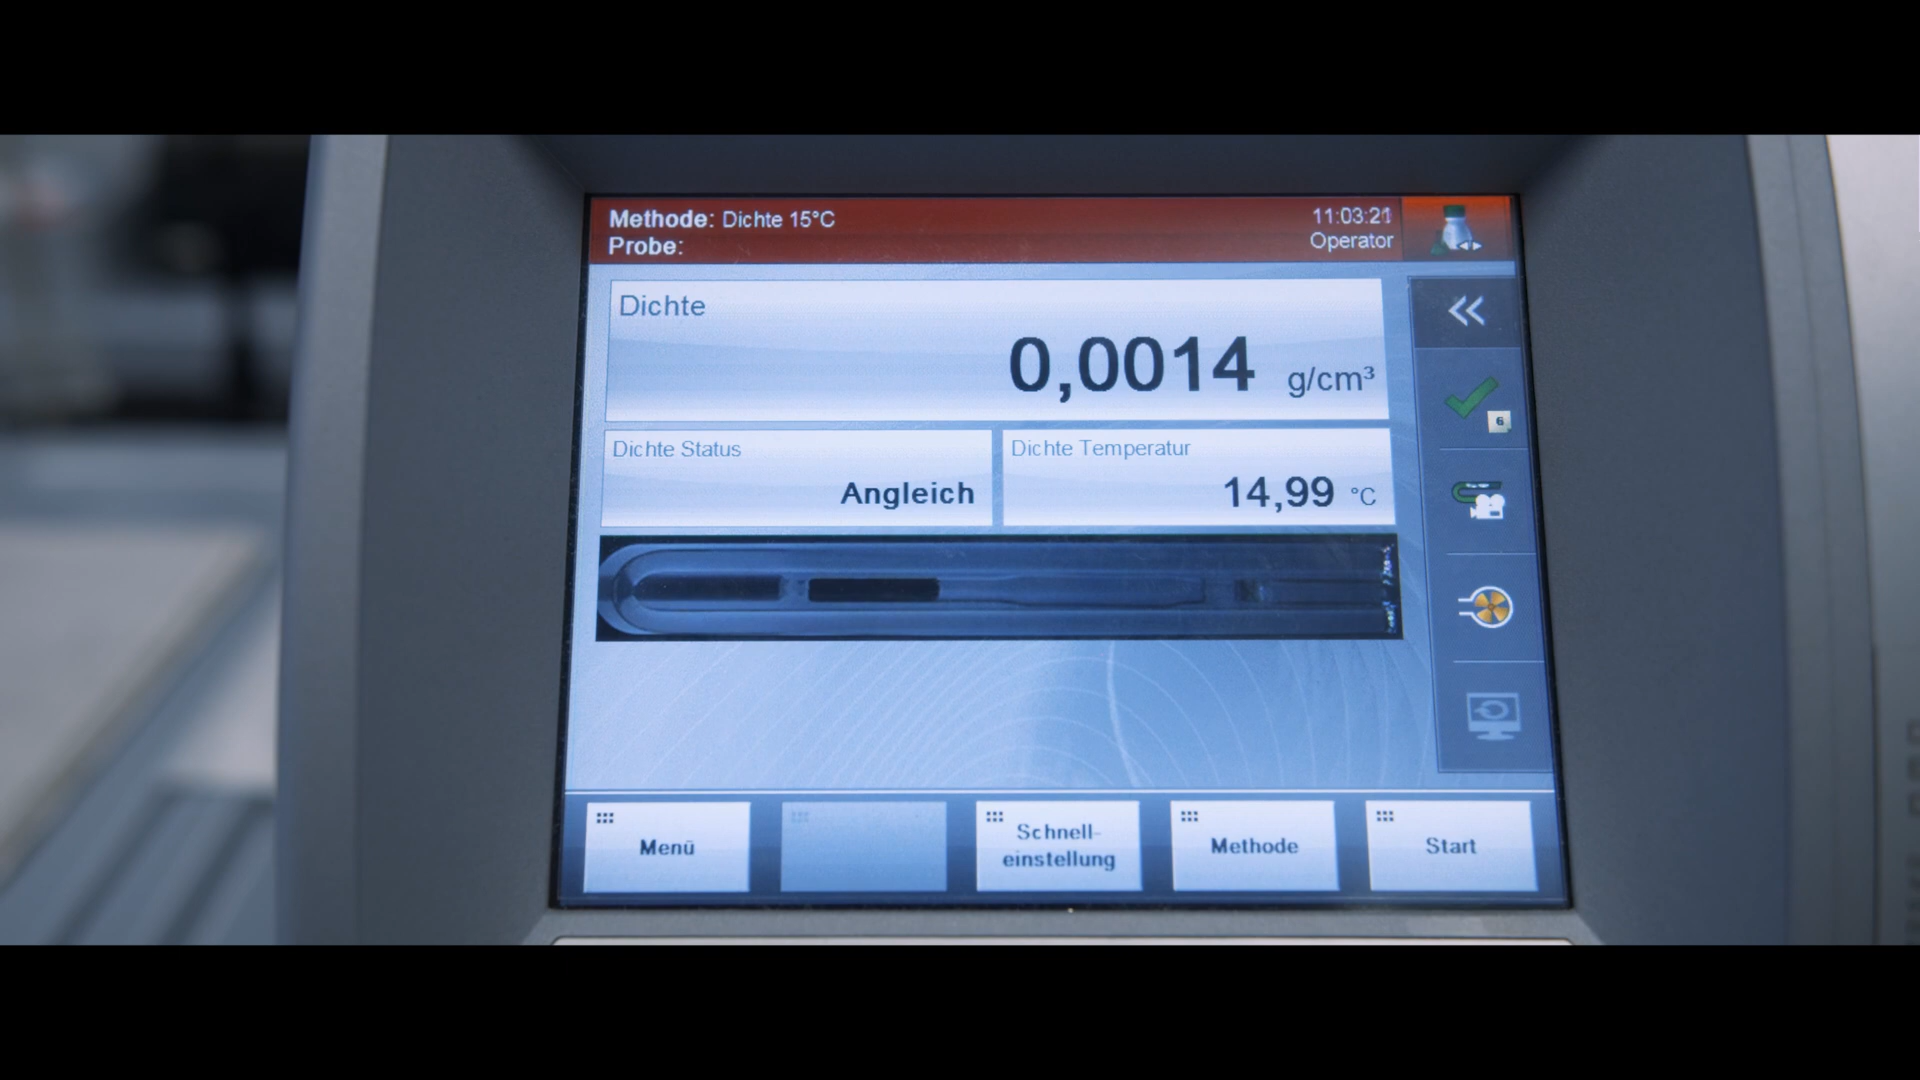 Methode: Dichte 15°C
11:03:21
Probe:
Operator
Dichte
0,0014 g/cm³
Dichte Status
Angleich
Dichte Temperatur
14,99 °C
6
Menü
Schnell-
einstellung
Methode
Start